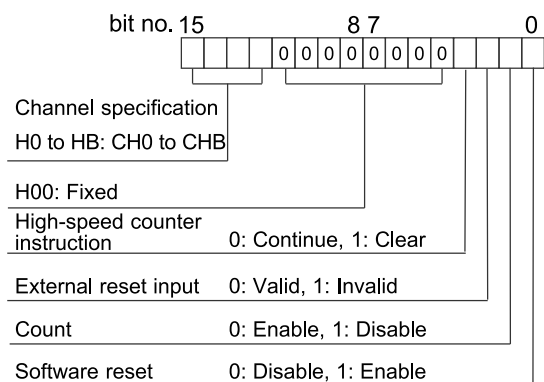 bit no. 15 8 7 0
0 0 0 0 0 0 0 0
Channel specification
H0 to HB: CH0 to CHB
H00: Fixed
High-speed counter
instruction 0: Continue, 1: Clear
External reset input 0: Valid, 1: Invalid
Count 0: Enable, 1: Disable
Software reset 0: Disable, 1: Enable